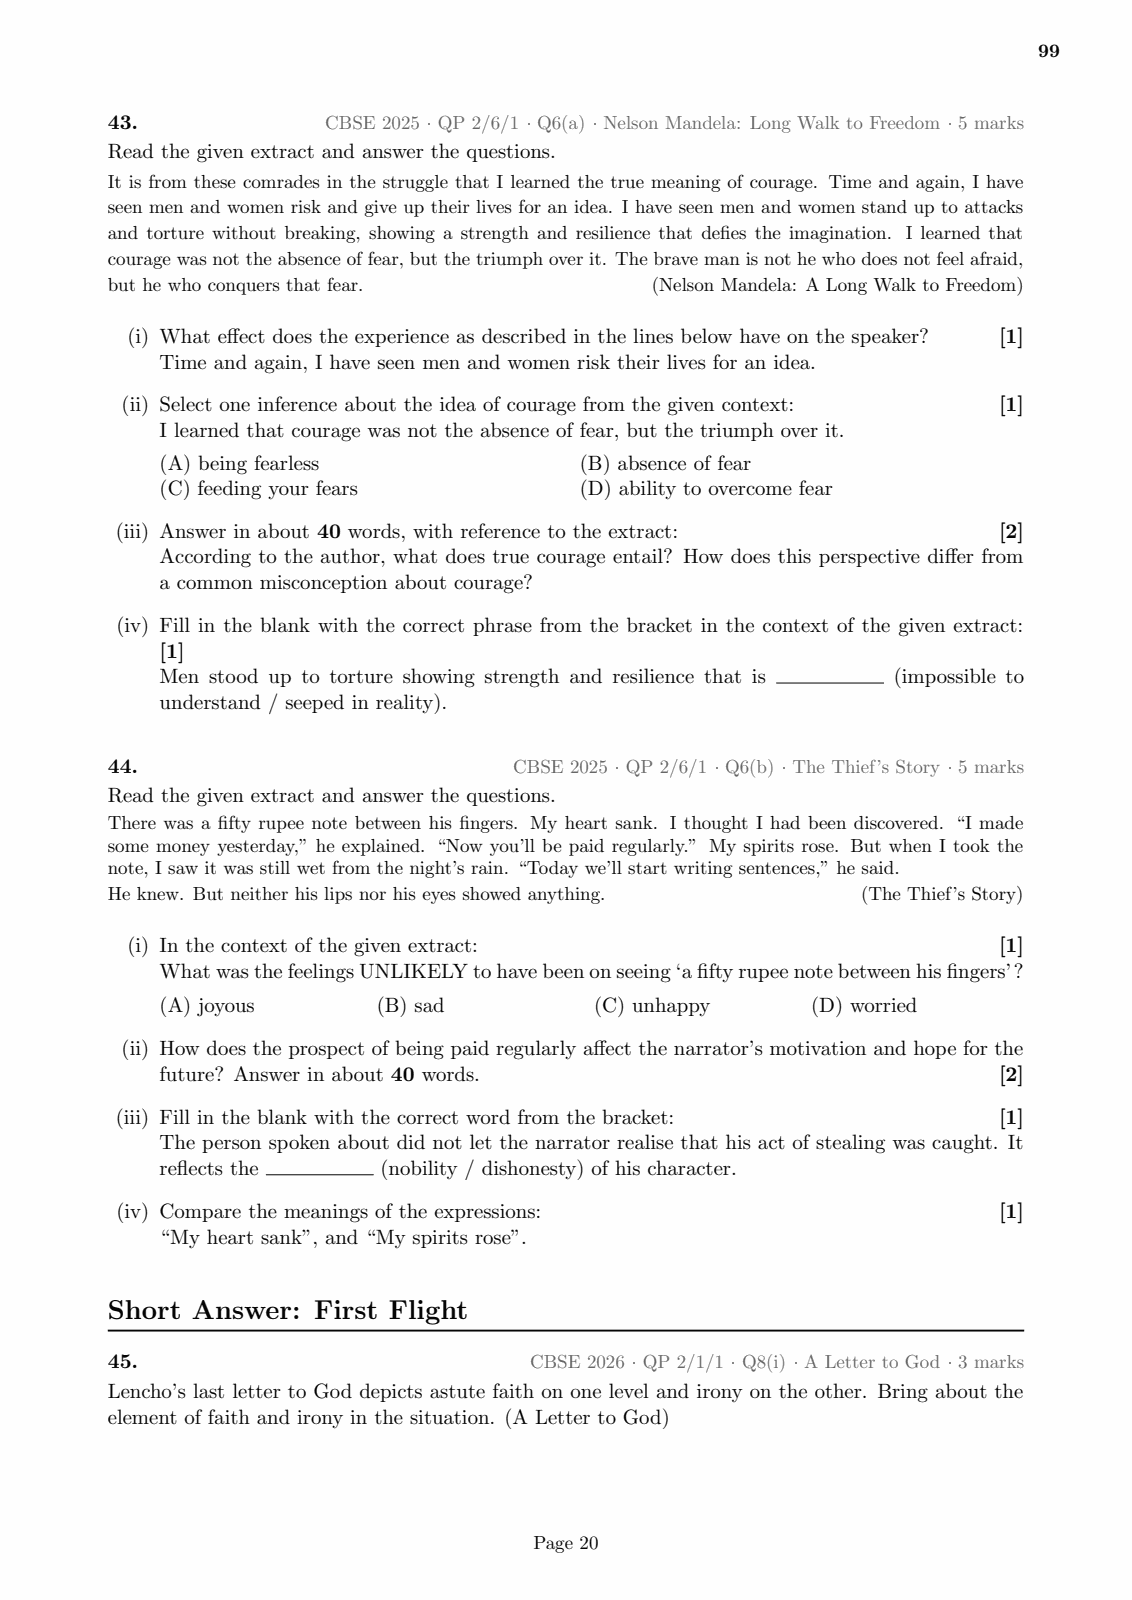 99
43. CBSE 2025 · QP 2/6/1 · Q6(a) · Nelson Mandela: Long Walk to Freedom · 5 marks
Read the given extract and answer the questions.
It is from these comrades in the struggle that I learned the true meaning of courage. Time and again, I have
seen men and women risk and give up their lives for an idea. I have seen men and women stand up to attacks
and torture without breaking, showing a strength and resilience that defies the imagination. I learned that
courage was not the absence of fear, but the triumph over it. The brave man is not he who does not feel afraid,
but he who conquers that fear. (Nelson Mandela: A Long Walk to Freedom)
(i) What effect does the experience as described in the lines below have on the speaker? [1]
Time and again, I have seen men and women risk their lives for an idea.
(ii) Select one inference about the idea of courage from the given context: [1]
I learned that courage was not the absence of fear, but the triumph over it.
(A) being fearless (B) absence of fear
(C) feeding your fears (D) ability to overcome fear
(iii) Answer in about 40 words, with reference to the extract: [2]
According to the author, what does true courage entail? How does this perspective differ from
a common misconception about courage?
(iv) Fill in the blank with the correct phrase from the bracket in the context of the given extract:
[1]
Men stood up to torture showing strength and resilience that is __________ (impossible to
understand / seeped in reality).
44. CBSE 2025 · QP 2/6/1 · Q6(b) · The Thief's Story · 5 marks
Read the given extract and answer the questions.
There was a fifty rupee note between his fingers. My heart sank. I thought I had been discovered. “I made
some money yesterday,” he explained. “Now you'll be paid regularly.” My spirits rose. But when I took the
note, I saw it was still wet from the night's rain. “Today we'll start writing sentences,” he said.
He knew. But neither his lips nor his eyes showed anything. (The Thief's Story)
(i) In the context of the given extract: [1]
What was the feelings UNLIKELY to have been on seeing ‘a fifty rupee note between his fingers’?
(A) joyous (B) sad (C) unhappy (D) worried
(ii) How does the prospect of being paid regularly affect the narrator's motivation and hope for the
future? Answer in about 40 words. [2]
(iii) Fill in the blank with the correct word from the bracket: [1]
The person spoken about did not let the narrator realise that his act of stealing was caught. It
reflects the __________ (nobility / dishonesty) of his character.
(iv) Compare the meanings of the expressions: [1]
“My heart sank”, and “My spirits rose”.
Short Answer: First Flight
45. CBSE 2026 · QP 2/1/1 · Q8(i) · A Letter to God · 3 marks
Lencho's last letter to God depicts astute faith on one level and irony on the other. Bring about the
element of faith and irony in the situation. (A Letter to God)
Page 20